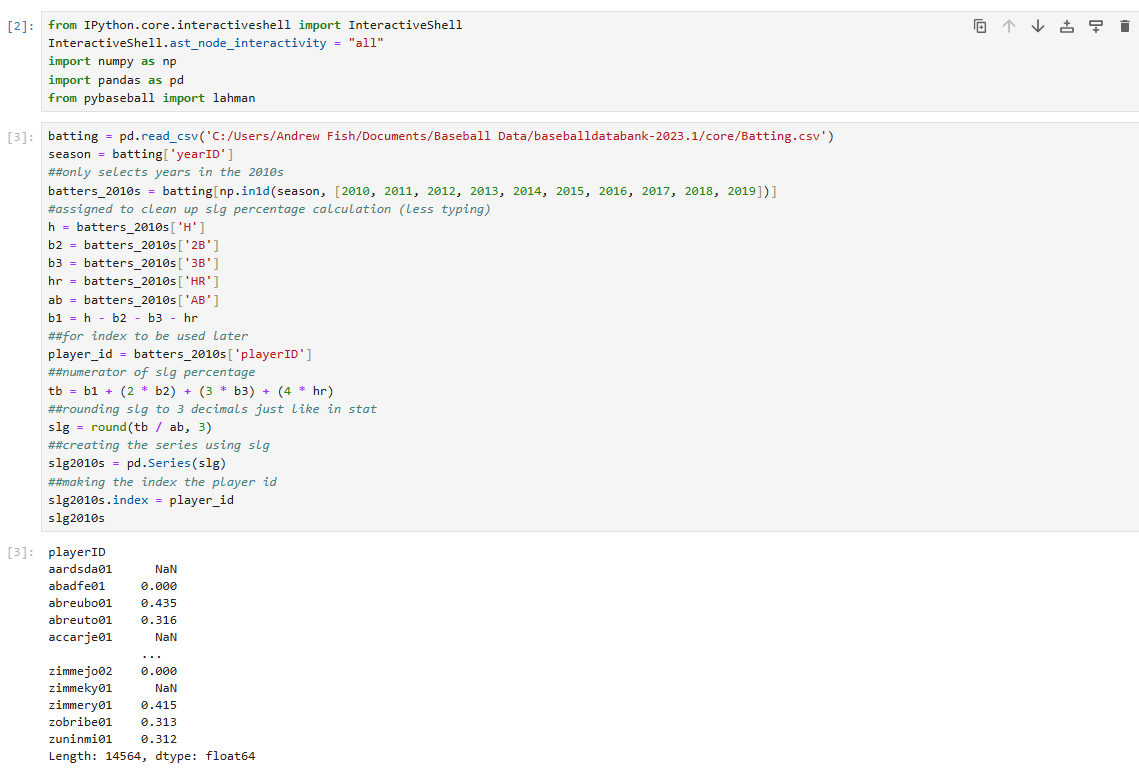 [2]: from IPython.core.interactiveshell import InteractiveShell
InteractiveShell.ast_node_interactivity = "all"
import numpy as np
import pandas as pd
from pybaseball import lahman
[3]: batting = pd.read_csv('C:/Users/Andrew Fish/Documents/Baseball Data/baseballdatabank-2023.1/core/Batting.csv')
season = batting['yearID']
##only selects years in the 2010s
batters_2010s = batting[np.in1d(season, [2010, 2011, 2012, 2013, 2014, 2015, 2016, 2017, 2018, 2019])]
#assigned to clean up slg percentage calculation (less typing)
h = batters_2010s['H']
b2 = batters_2010s['2B']
b3 = batters_2010s['3B']
hr = batters_2010s['HR']
ab = batters_2010s['AB']
b1 = h - b2 - b3 - hr
##for index to be used later
player_id = batters_2010s['playerID']
##numerator of slg percentage
tb = b1 + (2 * b2) + (3 * b3) + (4 * hr)
##rounding slg to 3 decimals just like in stat
slg = round(tb / ab, 3)
##creating the series using slg
slg2010s = pd.Series(slg)
##making the index the player id
slg2010s.index = player_id
slg2010s
[3]: playerID
aardsda01 NaN
abadfe01 0.000
abreubo01 0.435
abreuto01 0.316
accarje01 NaN
...
zimmejo02 0.000
zimmeky01 NaN
zimmery01 0.415
zobribe01 0.313
zuninmi01 0.312
Length: 14564, dtype: float64